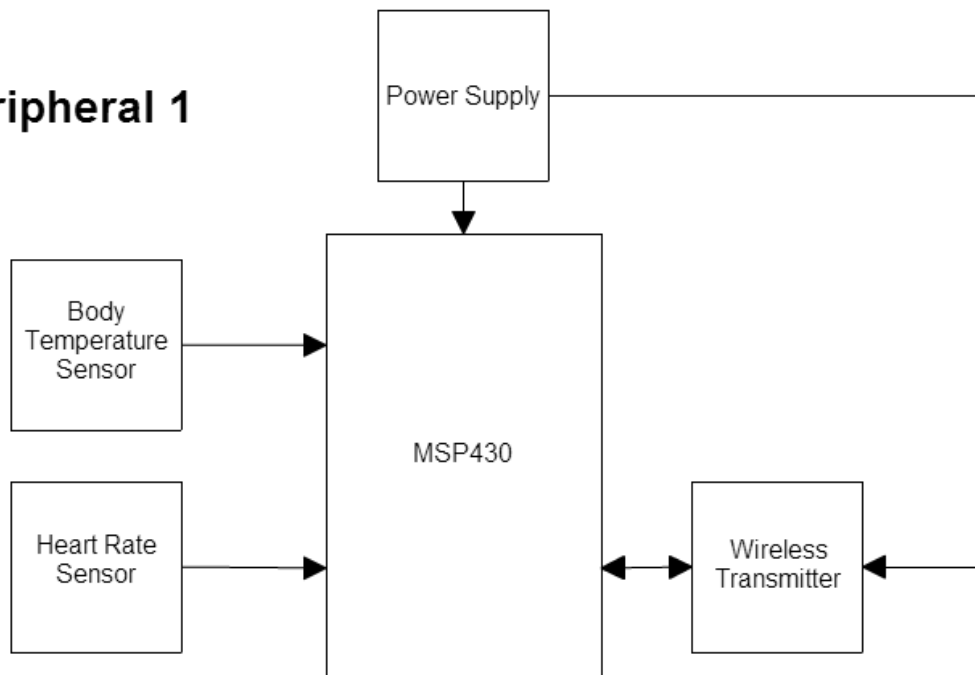 ripheral 1
Power Supply
Body
Temperature
Sensor
MSP430
Heart Rate
Sensor
Wireless
Transmitter